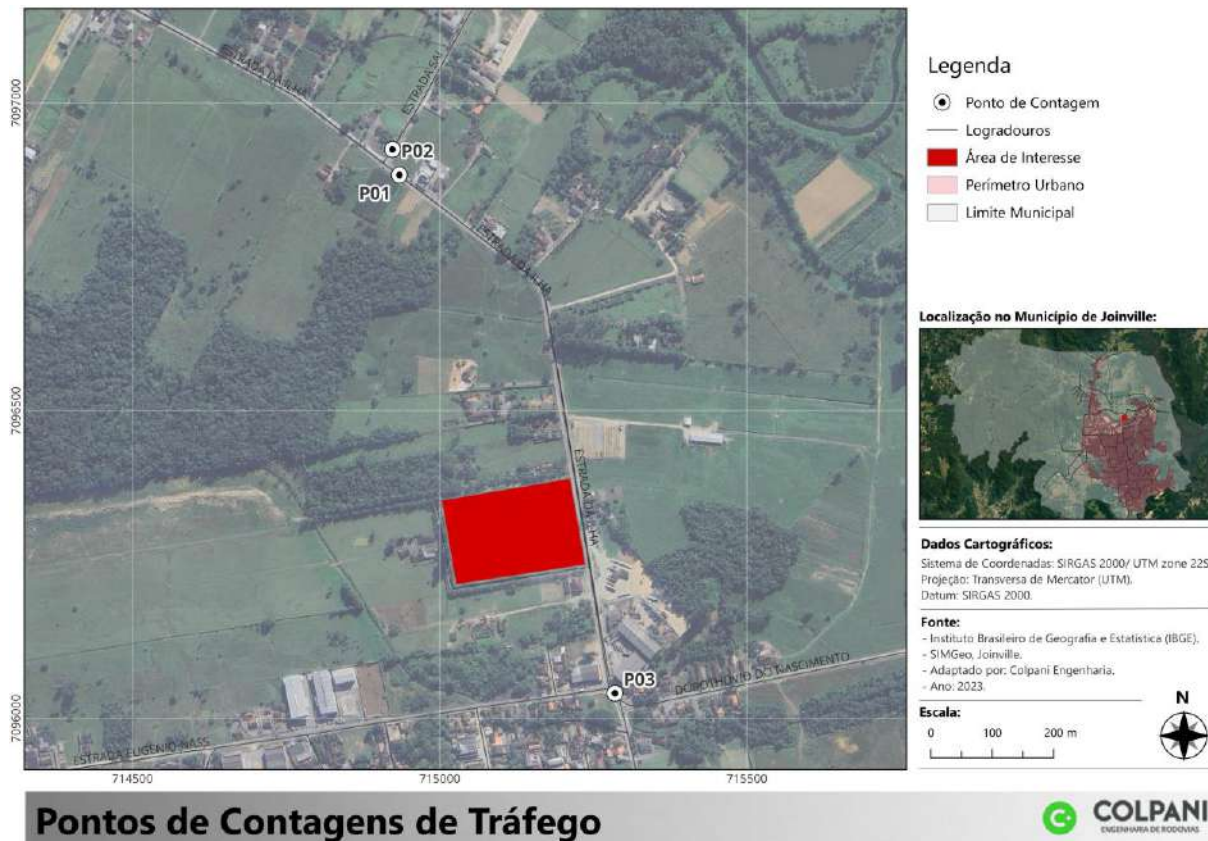 7097000
7096500
7096000
714500
715000
715500
ESTRADA DA ILHA
ESTRADA SAÍ
P02
P01
ESTRADA DA ILHA
ESTRADA DA ILHA
P03
DOROTHÓVIO DO NASCIMENTO
ESTRADA EUGÊNIO NASS
Legenda
Ponto de Contagem
Logradouros
Área de Interesse
Perímetro Urbano
Limite Municipal
Localização no Município de Joinville:
Dados Cartográficos:
Sistema de Coordenadas: SIRGAS 2000/ UTM zone 22S
Projeção: Transversa de Mercator (UTM).
Datum: SIRGAS 2000.
Fonte:
- Instituto Brasileiro de Geografia e Estatística (IBGE).
- SIMGeo, Joinville.
- Adaptado por: Colpani Engenharia.
- Ano: 2023.
Escala:
0 100 200 m
N
Pontos de Contagens de Tráfego
COLPANI
ENGENHARIA DE RODOVIAS